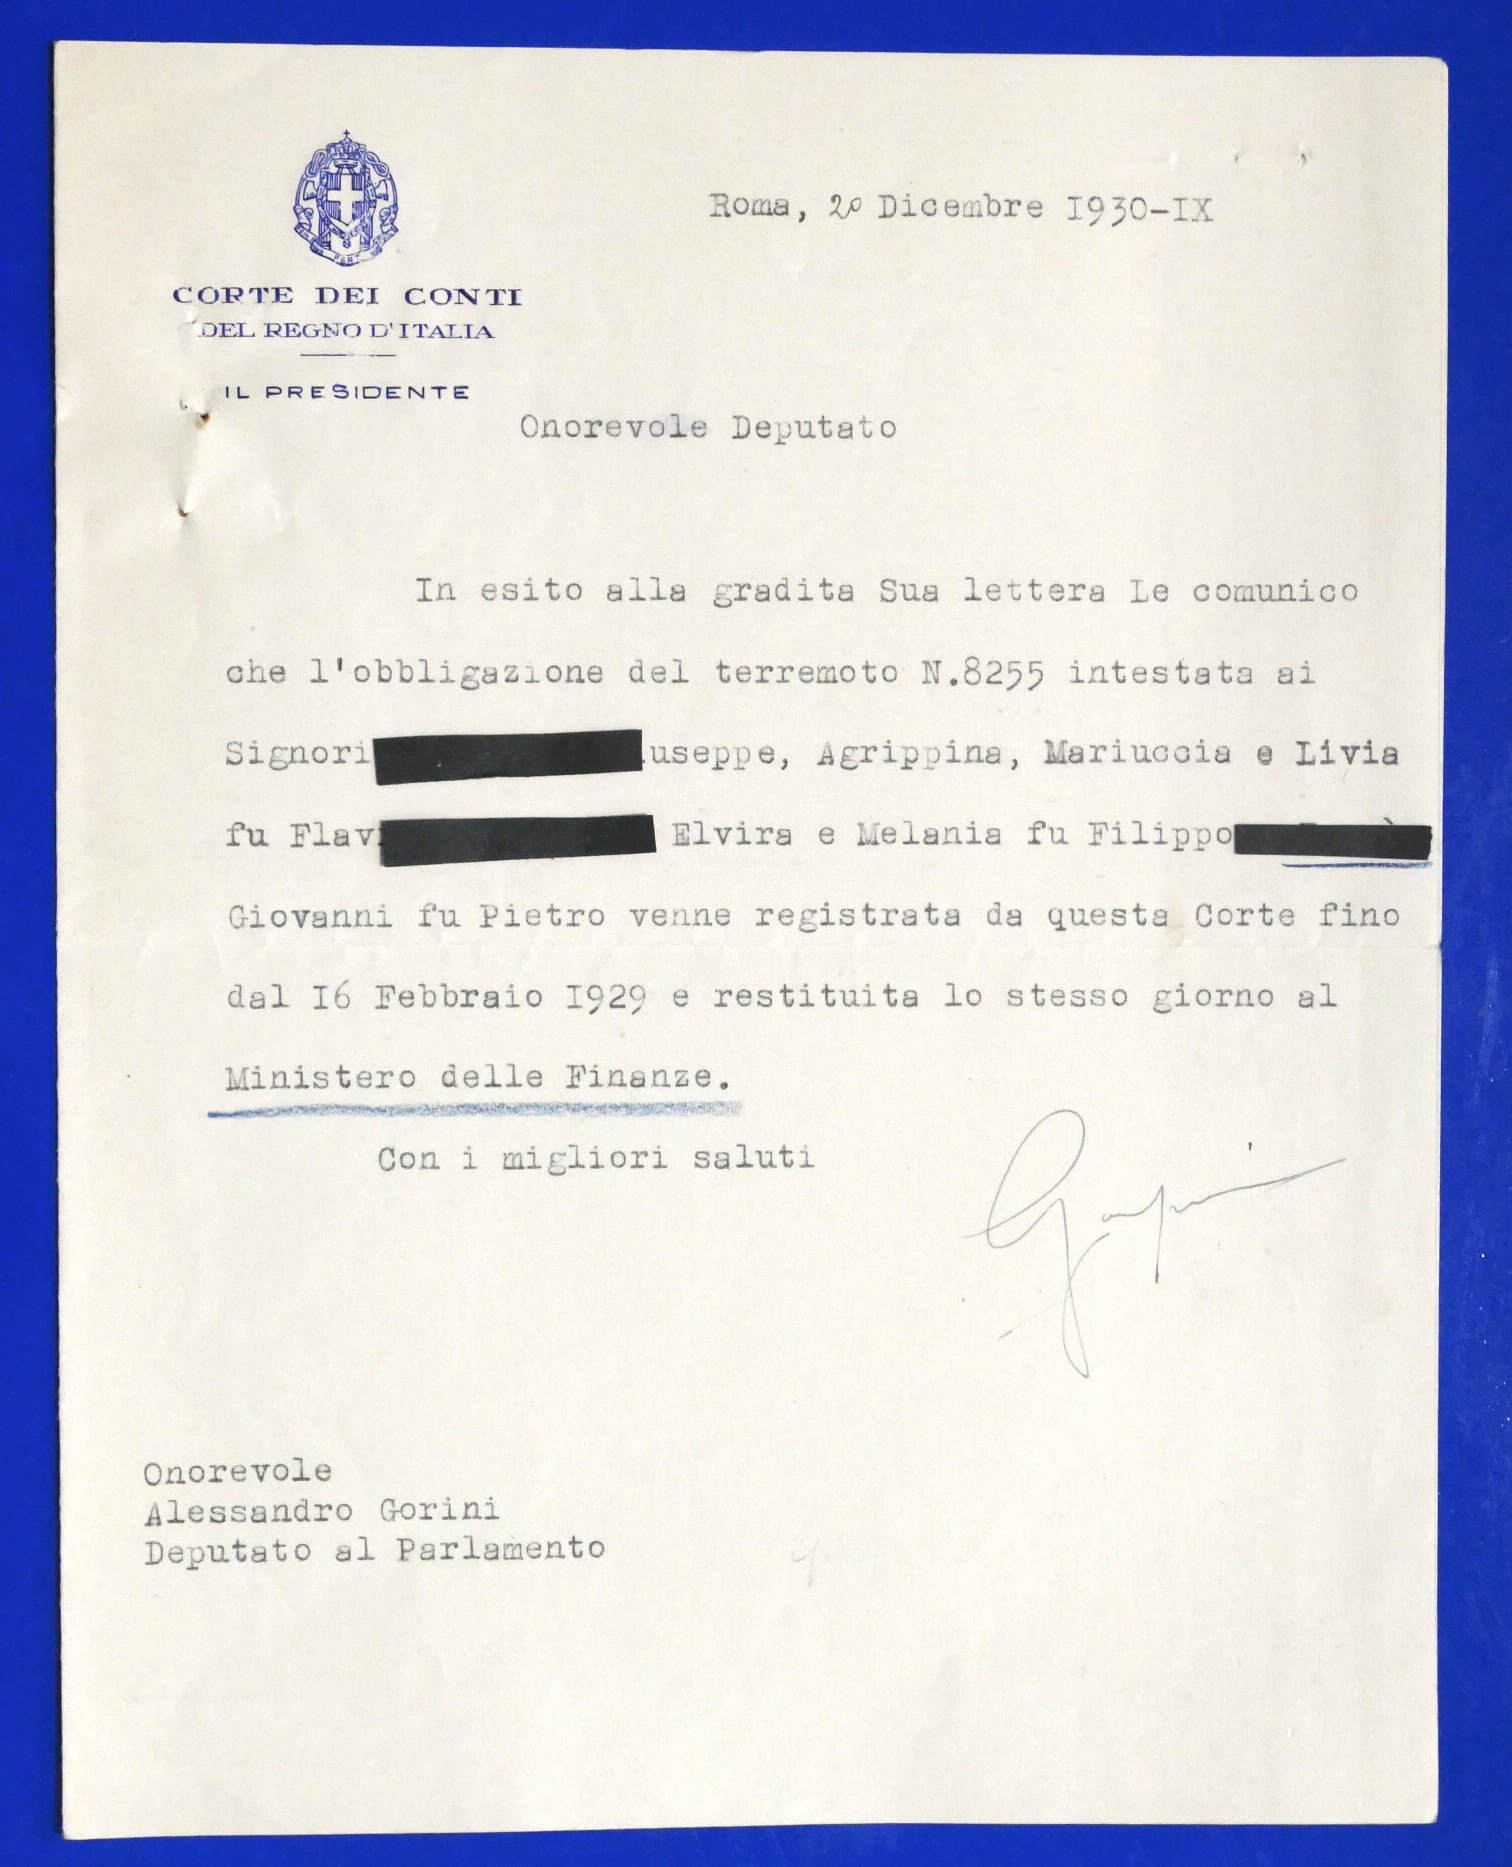 FERT
Roma, 20 Dicembre 1930-IX
CORTE DEI CONTI
DEL REGNO D'ITALIA
IL PRESIDENTE
Onorevole Deputato
In esito alla gradita Sua lettera Le comunico
che l'obbligazione del terremoto N.8255 intestata ai
Signori useppe, Agrippina, Mariuccia e Livia
fu Flav Elvira e Melania fu Filippo
Giovanni fu Pietro venne registrata da questa Corte fino
dal 16 Febbraio 1929 e restituita lo stesso giorno al
Ministero delle Finanze.
Con i migliori saluti
Onorevole
Alessandro Gorini
Deputato al Parlamento